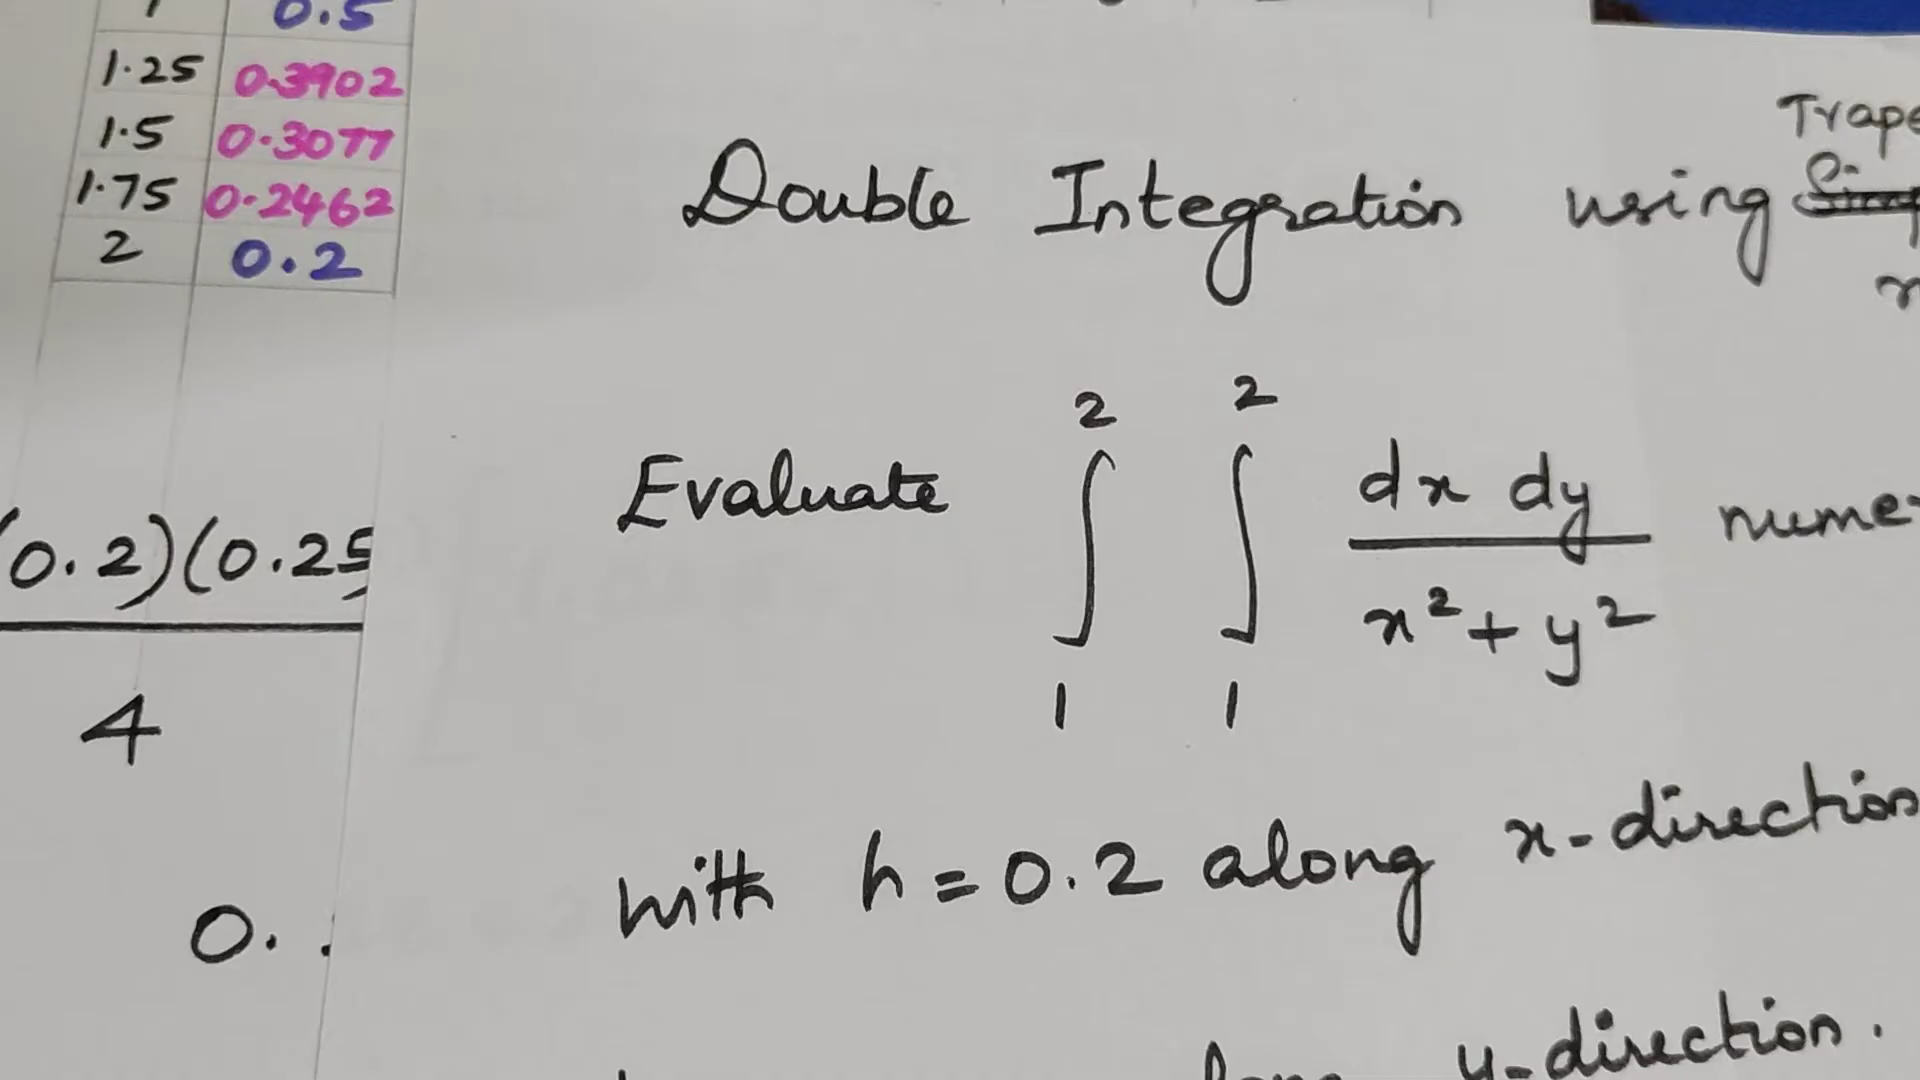 0.5
1.25 0.3902
1.5 0.3077
1.75 0.2462
2 0.2
(0.2)(0.25
4
0.
Double Integration using
Evaluate ∫₁² ∫₁² dx dy / x² + y² nume-
with h = 0.2 along x-direction
y-direction.